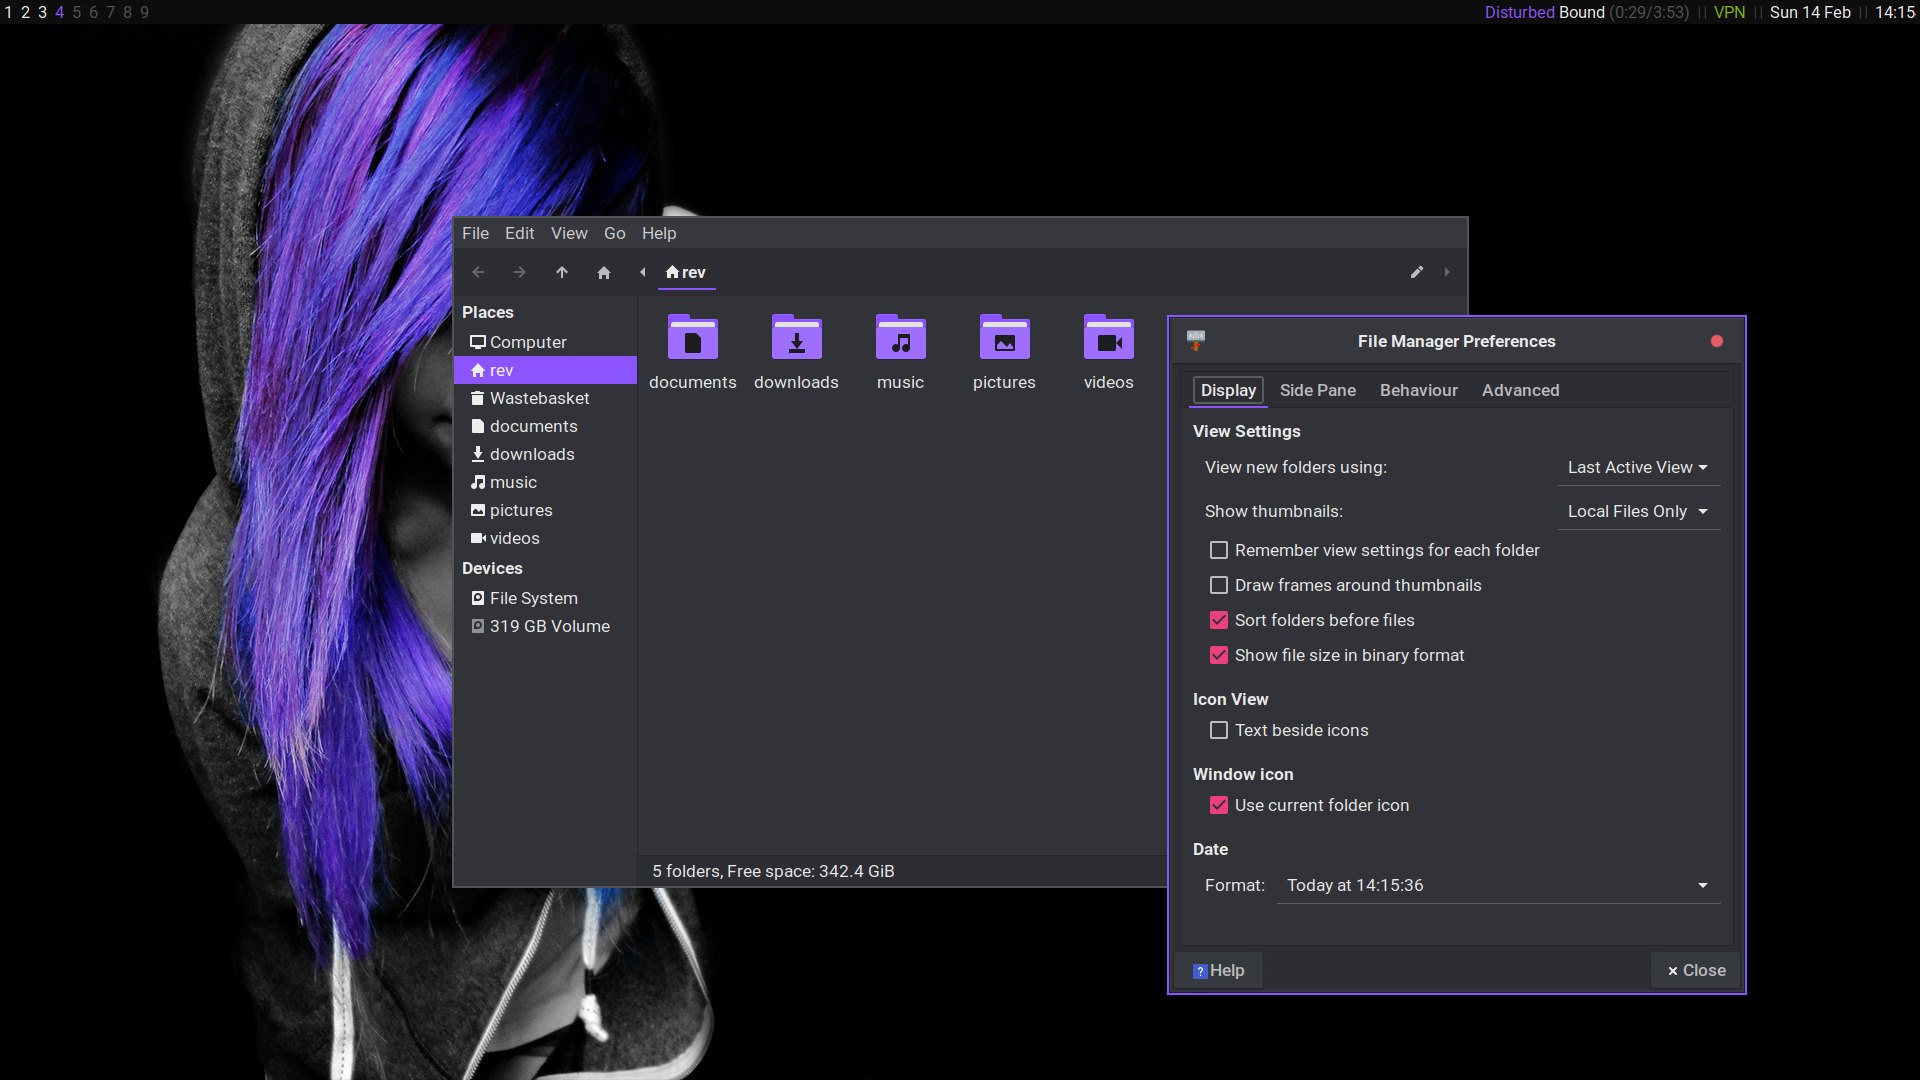 1 2 3 4 5 6 7 8 9
Disturbed Bound (0:29/3:53) || VPN || Sun 14 Feb || 14:15
File Edit View Go Help
rev
Places
Computer
rev
Wastebasket
documents
downloads
music
pictures
videos
Devices
File System
319 GB Volume
documents downloads music pictures videos
5 folders, Free space: 342.4 GiB
File Manager Preferences
Display Side Pane Behaviour Advanced
View Settings
View new folders using: Last Active View
Show thumbnails: Local Files Only
Remember view settings for each folder
Draw frames around thumbnails
Sort folders before files
Show file size in binary format
Icon View
Text beside icons
Window icon
Use current folder icon
Date
Format: Today at 14:15:36
? Help
× Close